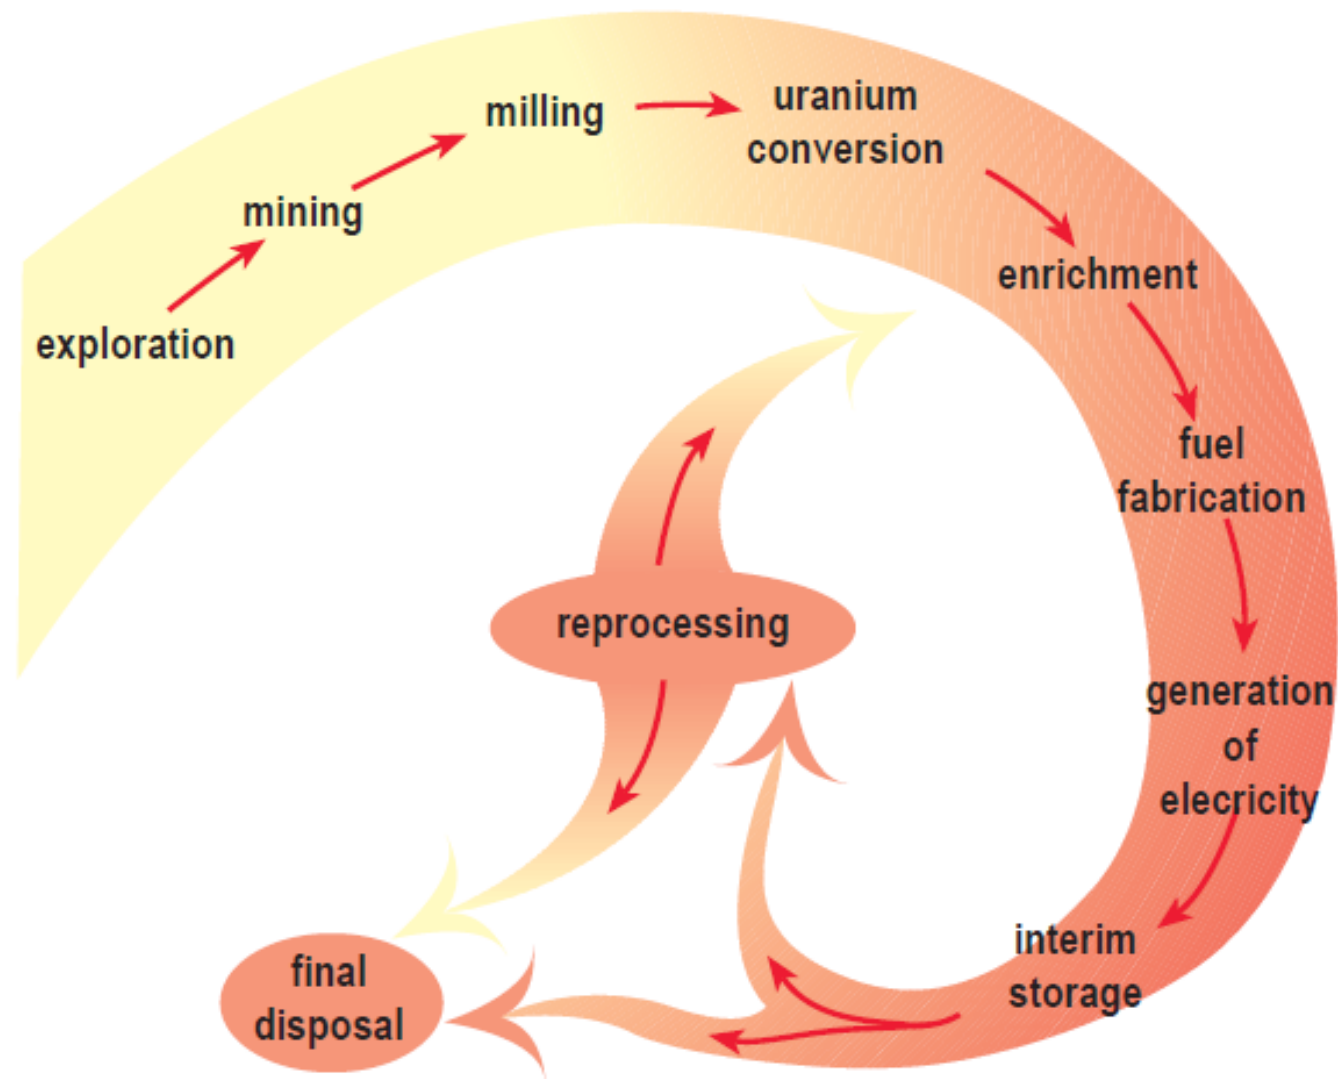 exploration
mining
milling
uranium
conversion
enrichment
fuel
fabrication
generation
of
elecricity
interim
storage
reprocessing
final
disposal